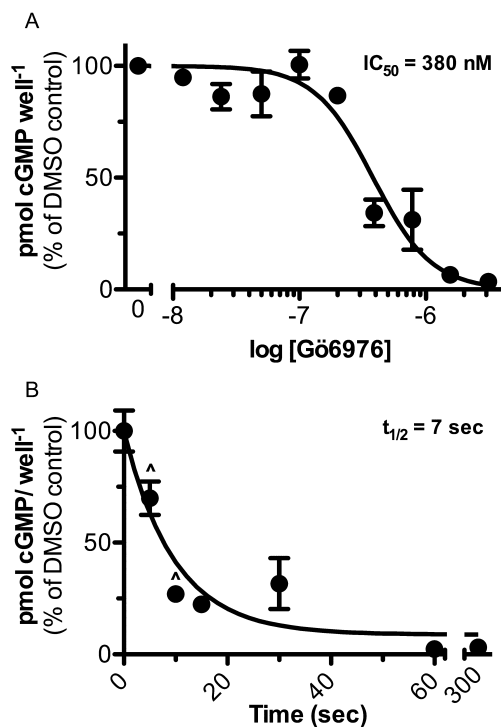 A
pmol cGMP well-1
(% of DMSO control)
100
50
0
IC50 = 380 nM
0 -8 -7 -6
log [Gö6976]
B
pmol cGMP/ well-1
(% of DMSO control)
100
50
0
t1/2 = 7 sec
^
^
0 20 40 60 300
Time (sec)